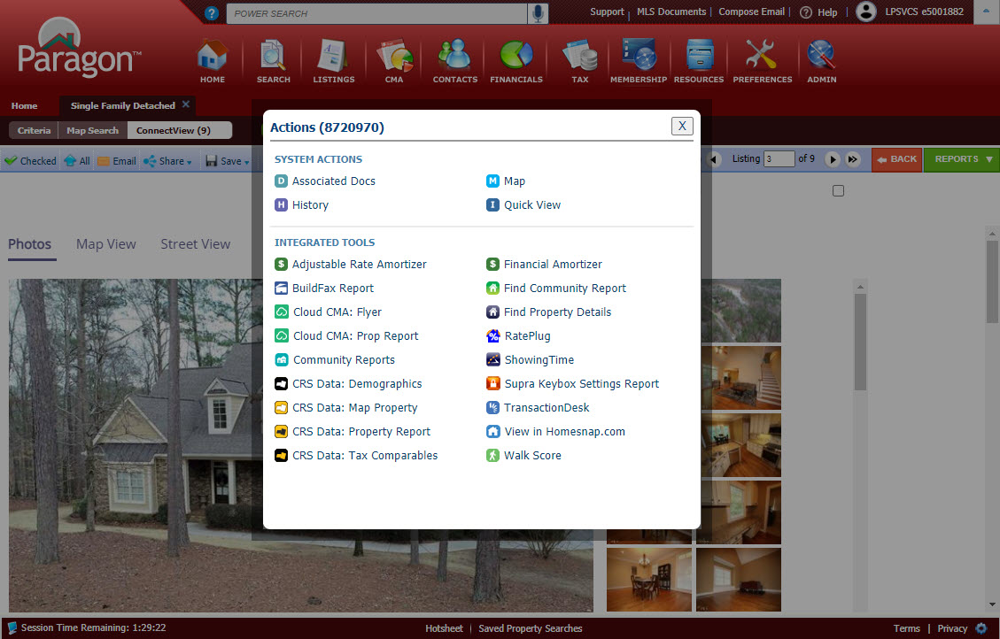 POWER SEARCH
Support MLS Documents Compose Email Help LPSVCS e5001882
Paragon™
HOME SEARCH LISTINGS CMA CONTACTS FINANCIALS TAX MEMBERSHIP RESOURCES PREFERENCES ADMIN
Home Single Family Detached
Criteria Map Search ConnectView (9)
Checked All Email Share Save
Listing 3 of 9 BACK REPORTS
Photos Map View Street View
Actions (8720970) X
SYSTEM ACTIONS
D Associated Docs M Map
H History I Quick View
INTEGRATED TOOLS
$ Adjustable Rate Amortizer $ Financial Amortizer
BuildFax Report Find Community Report
Cloud CMA: Flyer Find Property Details
Cloud CMA: Prop Report % RatePlug
Community Reports ShowingTime
CRS Data: Demographics Supra Keybox Settings Report
CRS Data: Map Property TransactionDesk
CRS Data: Property Report View in Homesnap.com
CRS Data: Tax Comparables Walk Score
Session Time Remaining: 1:29:22 Hotsheet | Saved Property Searches Terms | Privacy